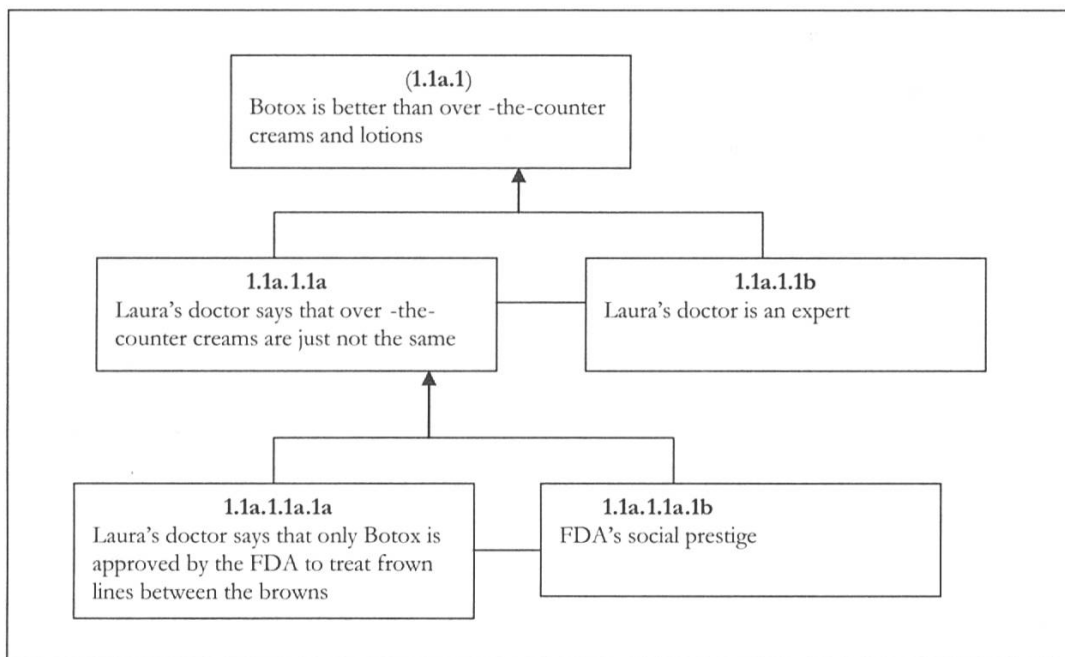 (1.1a.1)
Botox is better than over -the-counter
creams and lotions
1.1a.1.1a
Laura's doctor says that over -the-
counter creams are just not the same
1.1a.1.1b
Laura's doctor is an expert
1.1a.1.1a.1a
Laura's doctor says that only Botox is
approved by the FDA to treat frown
lines between the browns
1.1a.1.1a.1b
FDA's social prestige